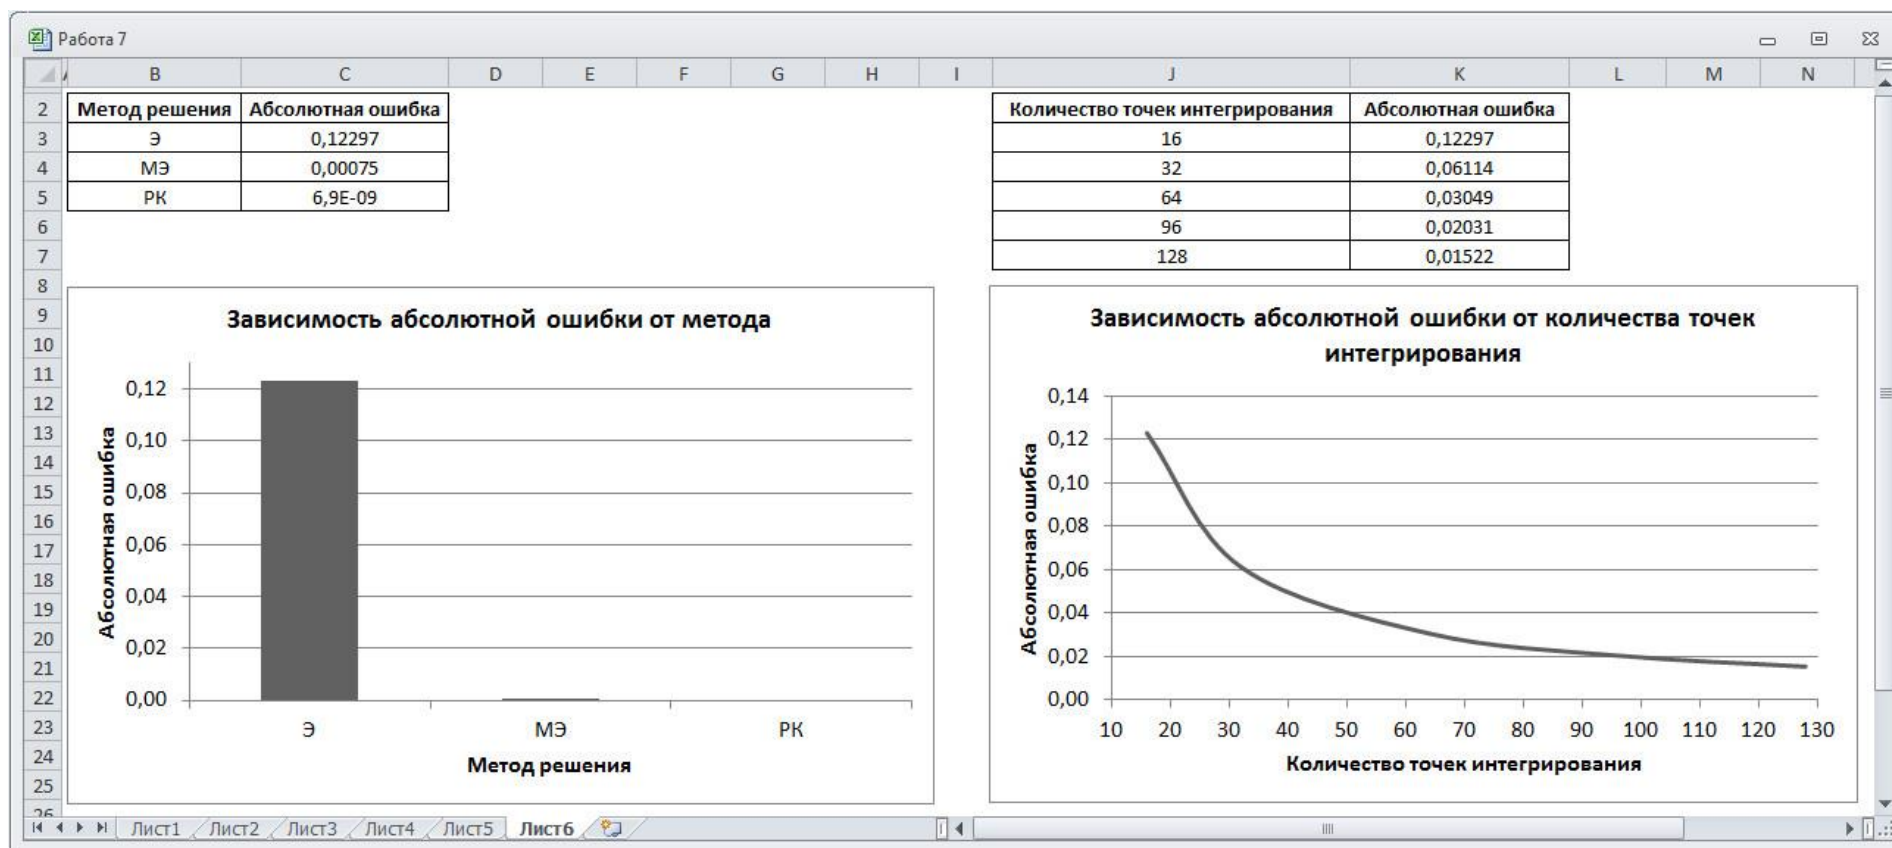 Работа 7
A B C D E F G H I J K L M N
2 Метод решения Абсолютная ошибка Количество точек интегрирования Абсолютная ошибка
3 Э 0,12297 16 0,12297
4 МЭ 0,00075 32 0,06114
5 РК 6,9E-09 64 0,03049
6 96 0,02031
7 128 0,01522
8
9
10
11
12
13
14
15
16
17
18
19
20
21
22
23
24
25
26
Зависимость абсолютной ошибки от метода
0,12
0,10
0,08
0,06
0,04
0,02
0,00
Абсолютная ошибка
Э МЭ РК
Метод решения
Зависимость абсолютной ошибки от количества точек
интегрирования
0,14
0,12
0,10
0,08
0,06
0,04
0,02
0,00
Абсолютная ошибка
10 20 30 40 50 60 70 80 90 100 110 120 130
Количество точек интегрирования
Лист1 Лист2 Лист3 Лист4 Лист5 Лист6